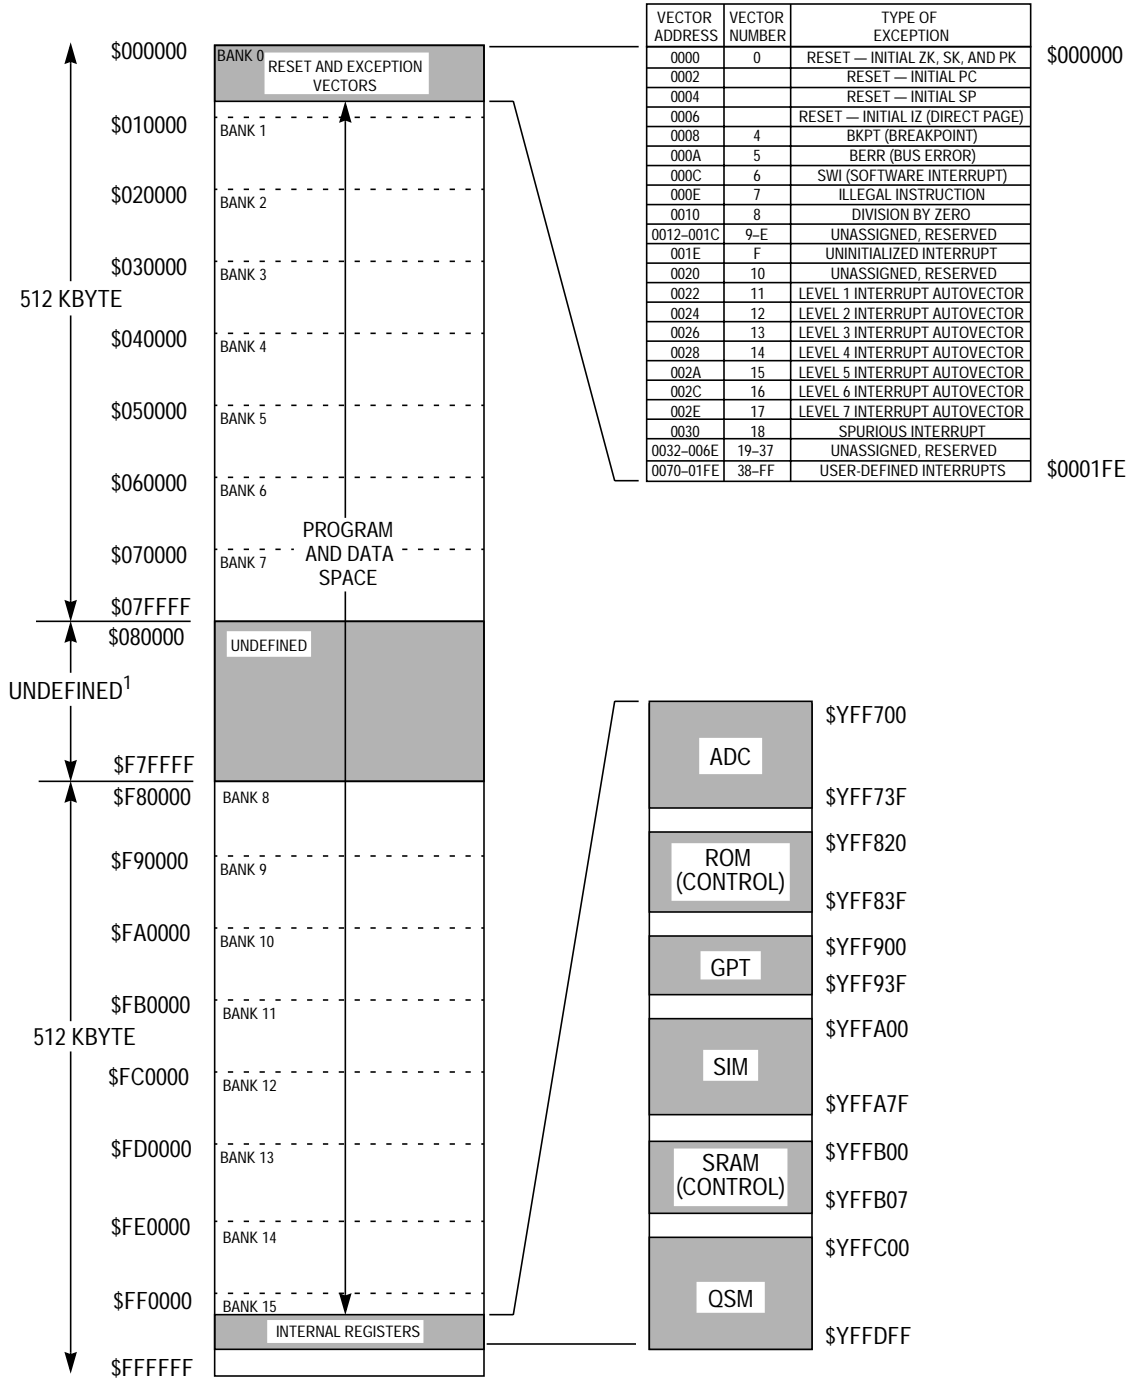 VECTOR ADDRESS VECTOR NUMBER TYPE OF EXCEPTION
0000 0 RESET — INITIAL ZK, SK, AND PK
0002 RESET — INITIAL PC
0004 RESET — INITIAL SP
0006 RESET — INITIAL IZ (DIRECT PAGE)
0008 4 BKPT (BREAKPOINT)
000A 5 BERR (BUS ERROR)
000C 6 SWI (SOFTWARE INTERRUPT)
000E 7 ILLEGAL INSTRUCTION
0010 8 DIVISION BY ZERO
0012–001C 9–E UNASSIGNED, RESERVED
001E F UNINITIALIZED INTERRUPT
0020 10 UNASSIGNED, RESERVED
0022 11 LEVEL 1 INTERRUPT AUTOVECTOR
0024 12 LEVEL 2 INTERRUPT AUTOVECTOR
0026 13 LEVEL 3 INTERRUPT AUTOVECTOR
0028 14 LEVEL 4 INTERRUPT AUTOVECTOR
002A 15 LEVEL 5 INTERRUPT AUTOVECTOR
002C 16 LEVEL 6 INTERRUPT AUTOVECTOR
002E 17 LEVEL 7 INTERRUPT AUTOVECTOR
0030 18 SPURIOUS INTERRUPT
0032–006E 19–37 UNASSIGNED, RESERVED
0070–01FE 38–FF USER-DEFINED INTERRUPTS
$000000
$0001FE
$000000
BANK 0
RESET AND EXCEPTION
VECTORS
$010000
BANK 1
$020000
BANK 2
$030000
BANK 3
512 KBYTE
$040000
BANK 4
$050000
BANK 5
$060000
BANK 6
$070000
BANK 7
PROGRAM
AND DATA
SPACE
$07FFFF
$080000
UNDEFINED
UNDEFINED1
$F7FFFF
$F80000
BANK 8
$F90000
BANK 9
$FA0000
BANK 10
$FB0000
BANK 11
512 KBYTE
$FC0000
BANK 12
$FD0000
BANK 13
$FE0000
BANK 14
$FF0000
BANK 15
INTERNAL REGISTERS
$FFFFFF
$YFF700
ADC
$YFF73F
$YFF820
ROM
(CONTROL)
$YFF83F
$YFF900
GPT
$YFF93F
$YFFA00
SIM
$YFFA7F
$YFFB00
SRAM
(CONTROL)
$YFFB07
$YFFC00
QSM
$YFFDFF